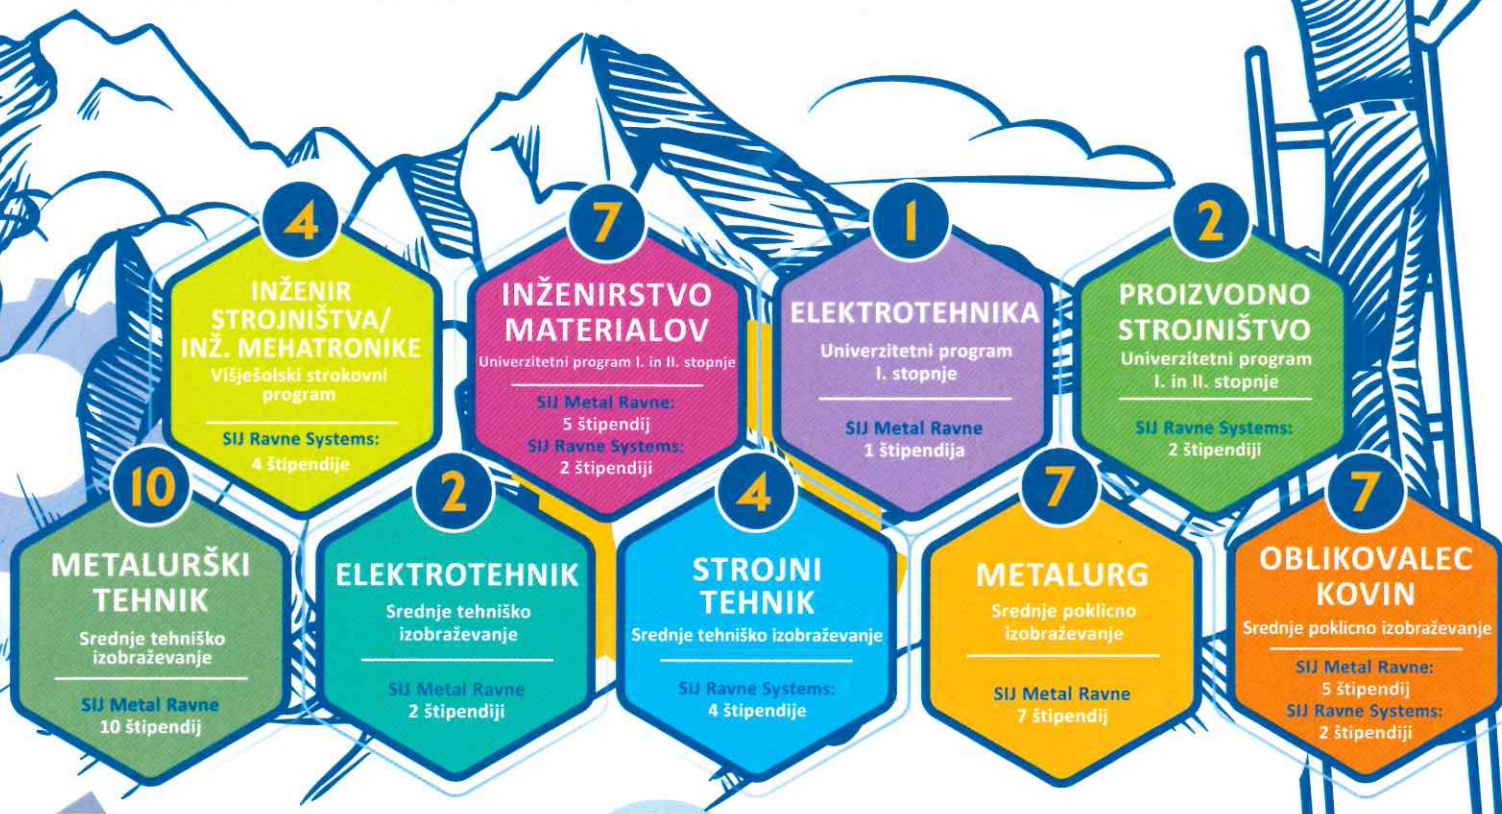 4
INŽENIR
STROJNIŠTVA/
INŽ. MEHATRONIKE
Višješolski strokovni
program
SIJ Ravne Systems:
4 štipendije
7
INŽENIRSTVO
MATERIALOV
Univerzitetni program I. in II. stopnje
SIJ Metal Ravne:
5 štipendij
SIJ Ravne Systems:
2 štipendiji
1
ELEKTROTEHNIKA
Univerzitetni program
I. stopnje
SIJ Metal Ravne
1 štipendija
2
PROIZVODNO
STROJNIŠTVO
Univerzitetni program
I. in II. stopnje
SIJ Ravne Systems:
2 štipendiji
10
METALURŠKI
TEHNIK
Srednje tehniško
izobraževanje
SIJ Metal Ravne
10 štipendij
2
ELEKTROTEHNIK
Srednje tehniško
izobraževanje
SIJ Metal Ravne
2 štipendiji
4
STROJNI
TEHNIK
Srednje tehniško izobraževanje
SIJ Ravne Systems:
4 štipendije
7
METALURG
Srednje poklicno
izobraževanje
SIJ Metal Ravne
7 štipendij
7
OBLIKOVALEC
KOVIN
Srednje poklicno izobraževanje
SIJ Metal Ravne:
5 štipendij
SIJ Ravne Systems:
2 štipendiji